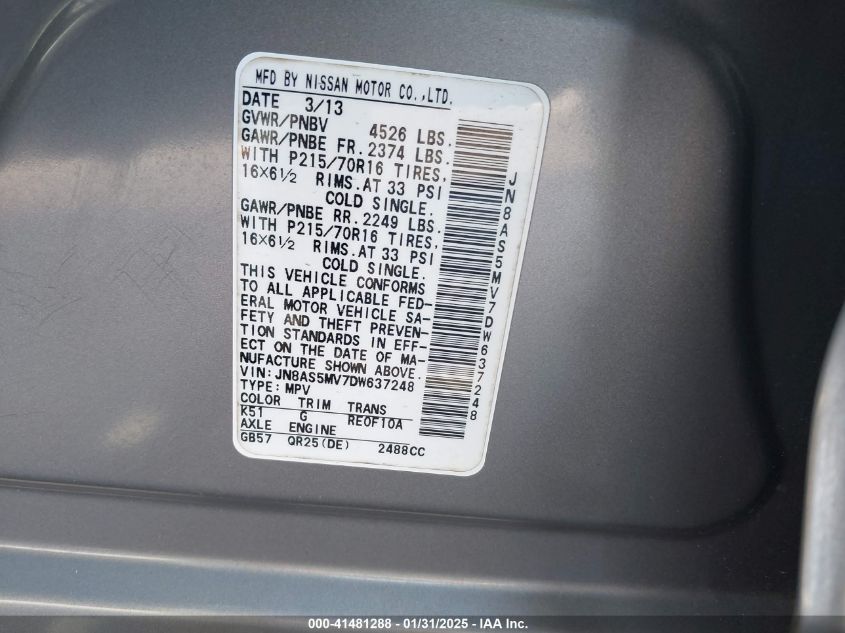 MFD BY NISSAN MOTOR CO.,LTD.
DATE 3/13
GVWR/PNBV 4526 LBS.
GAWR/PNBE FR. 2374 LBS.
WITH P215/70R16 TIRES.
16X6½ RIMS.AT 33 PSI
COLD SINGLE.
GAWR/PNBE RR. 2249 LBS.
WITH P215/70R16 TIRES.
16X6½ RIMS.AT 33 PSI
COLD SINGLE.
THIS VEHICLE CONFORMS
TO ALL APPLICABLE FED-
ERAL MOTOR VEHICLE SA-
FETY AND THEFT PREVEN-
TION STANDARDS IN EFF-
ECT ON THE DATE OF MA-
NUFACTURE SHOWN ABOVE.
VIN: JN8AS5MV7DW637248
TYPE: MPV
COLOR TRIM TRANS
K51 G RE0F10A
AXLE ENGINE
GB57 QR25(DE) 2488CC
JN8AS5MV7DW637248
000-41481288 - 01/31/2025 - IAA Inc.